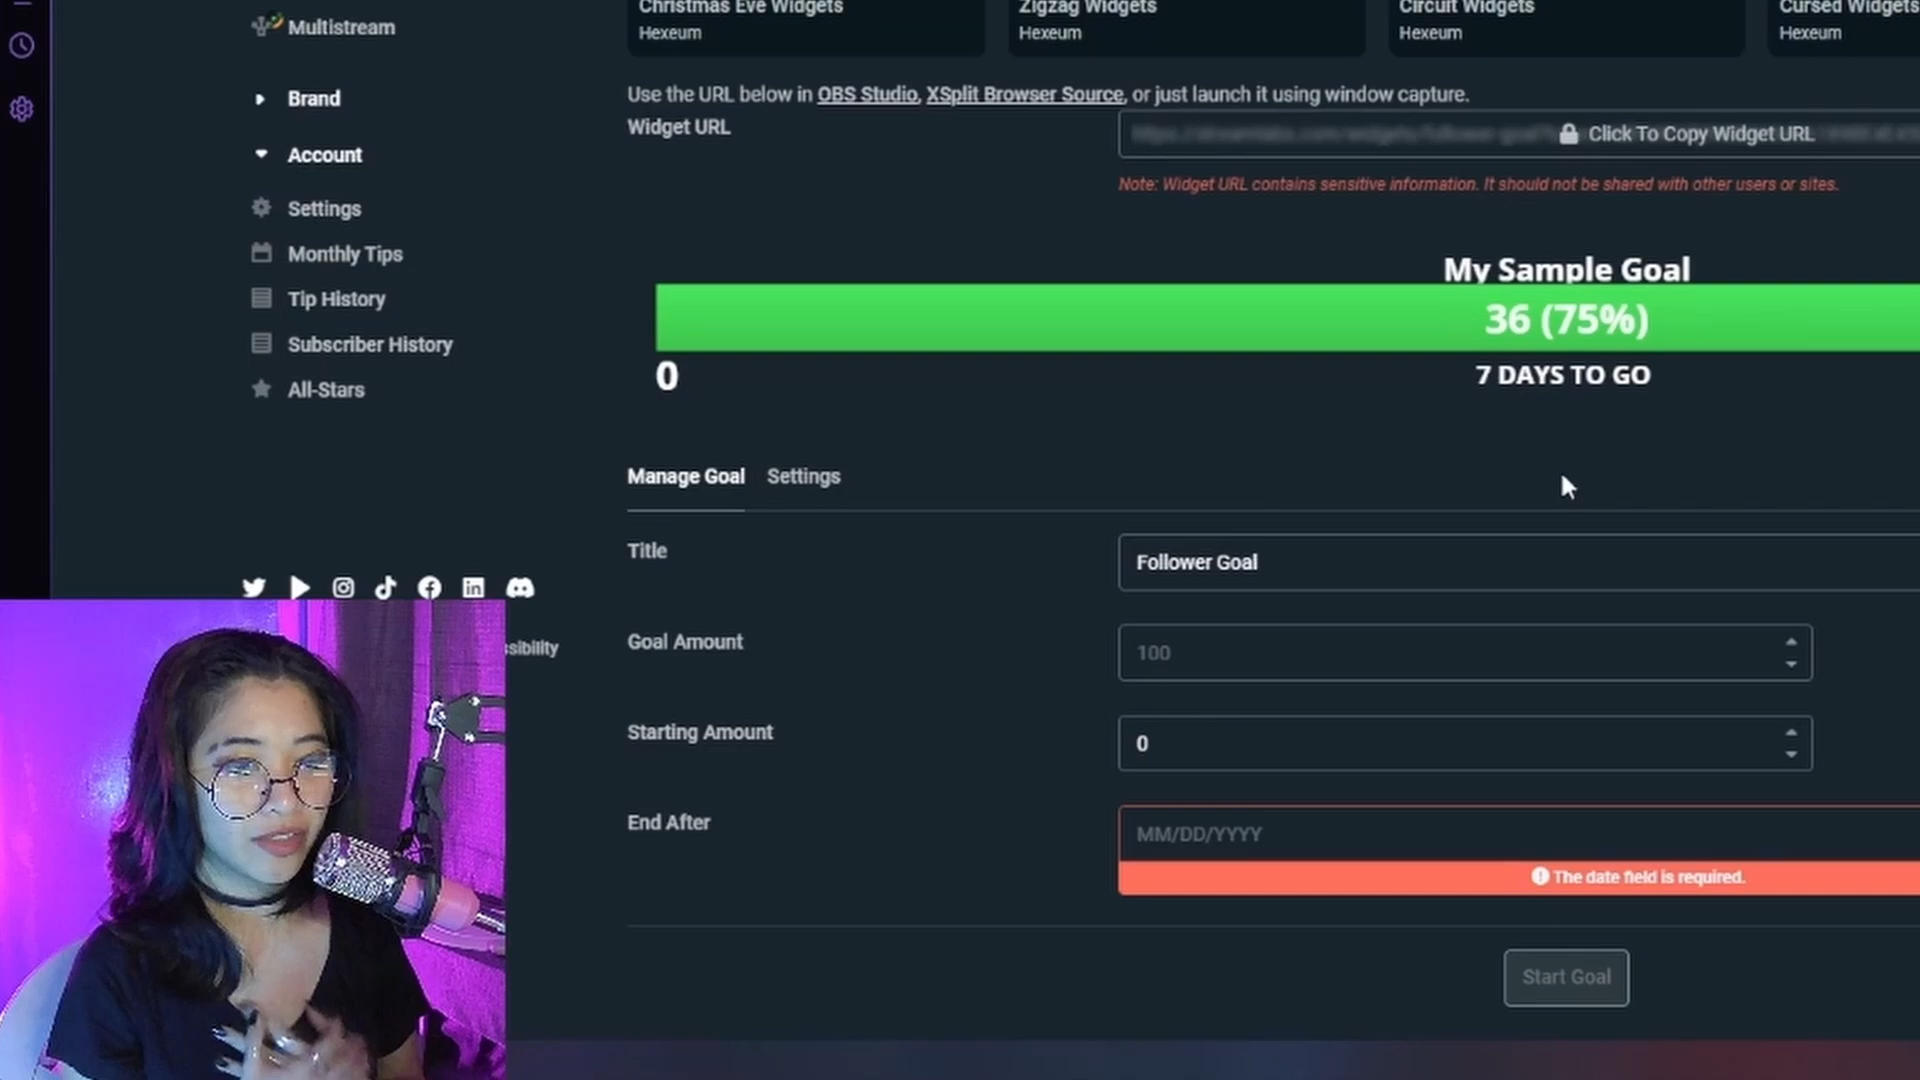 Multistream
Christmas Eve Widgets
Hexeum
Zigzag Widgets
Hexeum
Circuit Widgets
Hexeum
Cursed Widgets
Hexeum
Brand
Account
Settings
Monthly Tips
Tip History
Subscriber History
All-Stars
Use the URL below in OBS Studio, XSplit Browser Source, or just launch it using window capture.
Widget URL
Click To Copy Widget URL
Note: Widget URL contains sensitive information. It should not be shared with other users or sites.
My Sample Goal
36 (75%)
0
7 DAYS TO GO
Manage Goal Settings
Title
Follower Goal
Goal Amount
100
Starting Amount
0
End After
MM/DD/YYYY
The date field is required.
Start Goal
ssibility